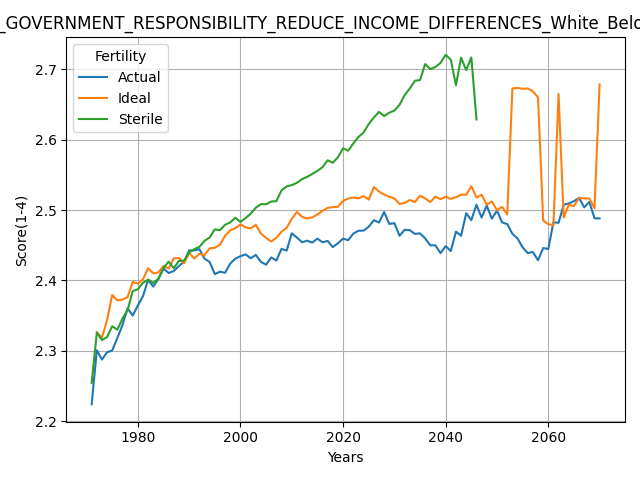 _GOVERNMENT_RESPONSIBILITY_REDUCE_INCOME_DIFFERENCES_White_Belo
Fertility
Actual
Ideal
Sterile
2.7
2.6
2.5
2.4
2.3
2.2
Score(1-4)
1980
2000
2020
2040
2060
Years